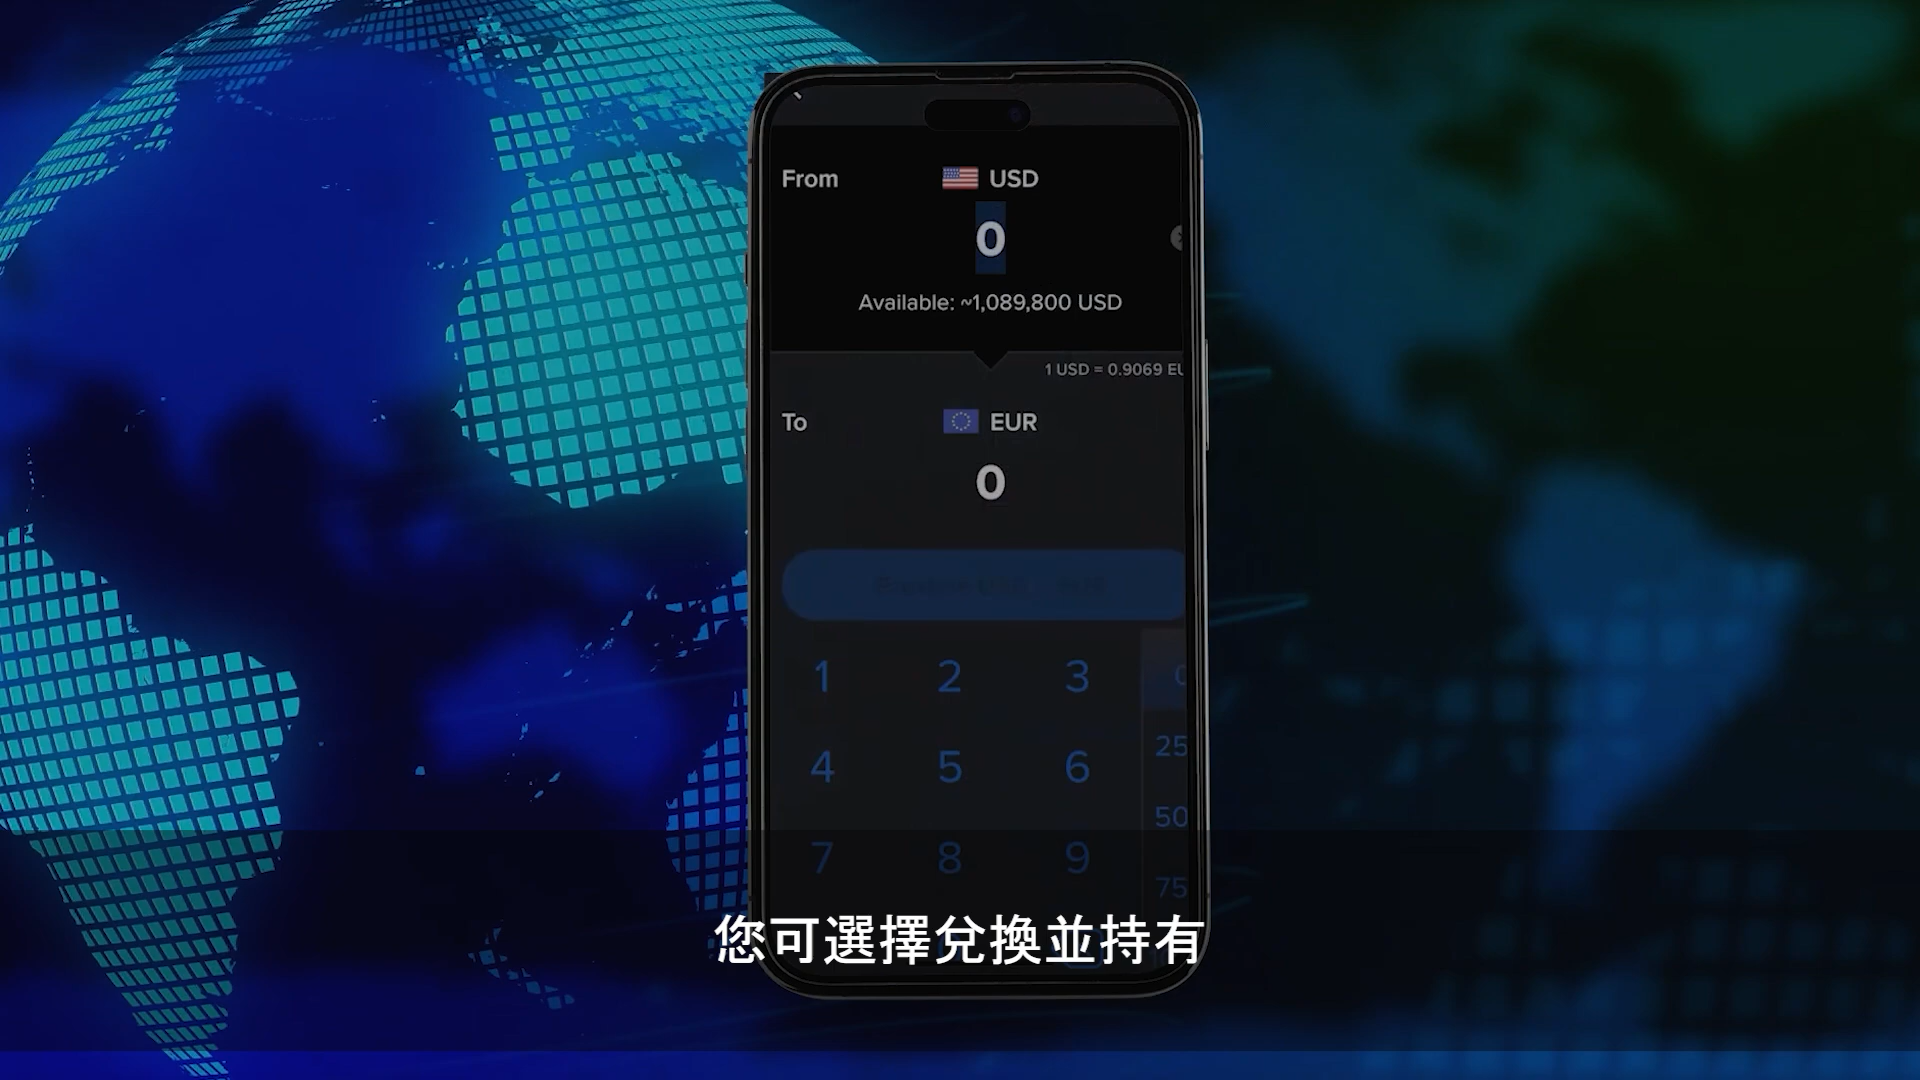 From
USD
0
Available: ~1,089,800 USD
1 USD = 0.9069 EU
To
EUR
0
1 2 3
4 5 6 25
50
7 8 9 75
您可選擇兌換並持有